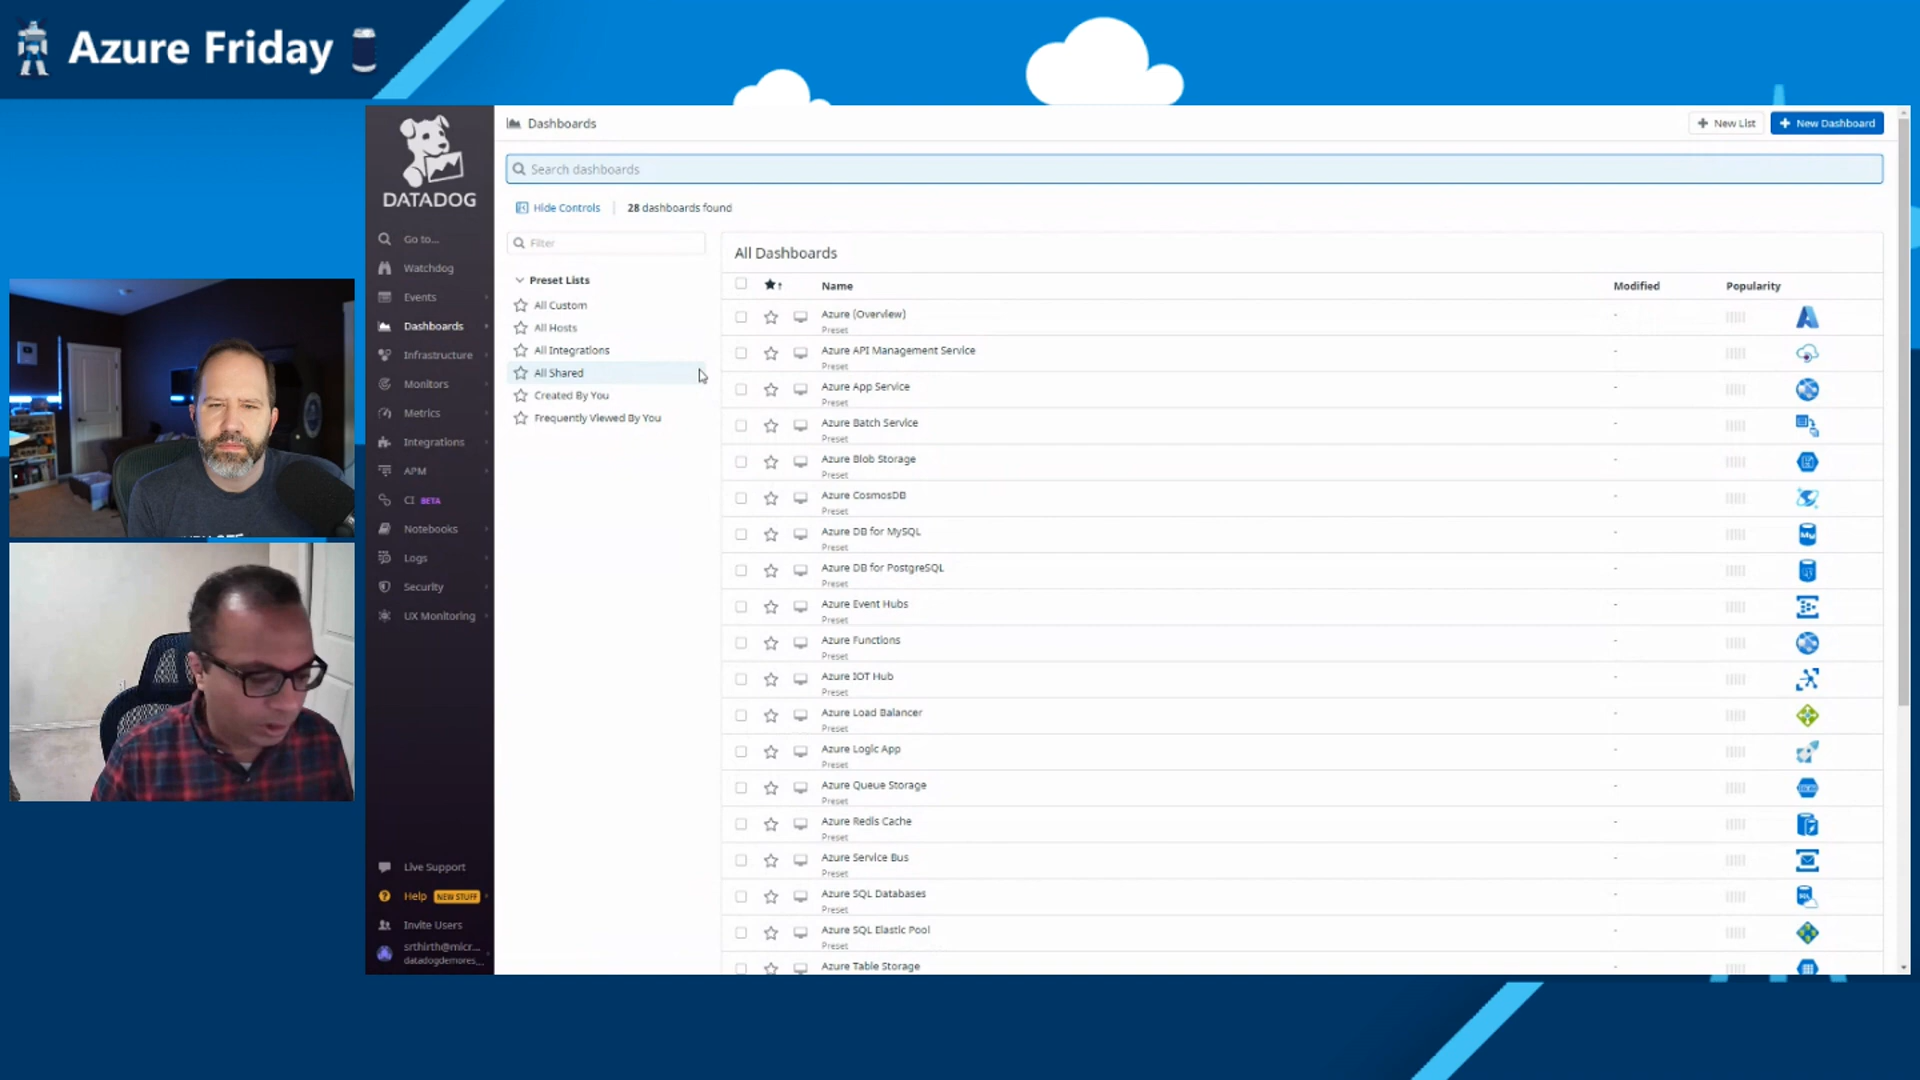 Azure Friday
DATADOG
Go to...
Watchdog
Events
Dashboards
Infrastructure
Monitors
Metrics
Integrations
APM
CI BETA
Notebooks
Logs
Security
UX Monitoring
Live Support
Help NEW STUFF
Invite Users
srthirth@micr...
datadogdemores...
Dashboards
+ New List
+ New Dashboard
Search dashboards
Hide Controls
28 dashboards found
Filter
Preset Lists
All Custom
All Hosts
All Integrations
All Shared
Created By You
Frequently Viewed By You
All Dashboards
Name Modified Popularity
Azure (Overview) -
Preset
Azure API Management Service -
Preset
Azure App Service -
Preset
Azure Batch Service -
Preset
Azure Blob Storage -
Preset
Azure CosmosDB -
Preset
Azure DB for MySQL -
Preset
Azure DB for PostgreSQL -
Preset
Azure Event Hubs -
Preset
Azure Functions -
Preset
Azure IOT Hub -
Preset
Azure Load Balancer -
Preset
Azure Logic App -
Preset
Azure Queue Storage -
Preset
Azure Redis Cache -
Preset
Azure Service Bus -
Preset
Azure SQL Databases -
Preset
Azure SQL Elastic Pool -
Preset
Azure Table Storage -